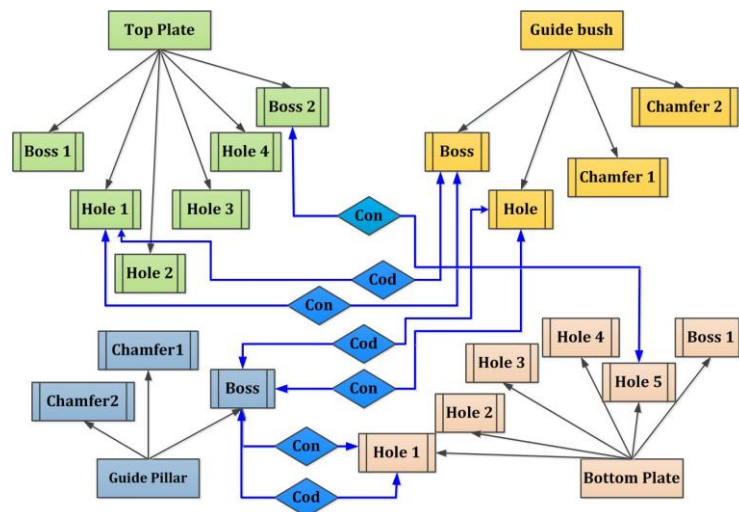 Top Plate
Guide bush
Boss 2
Chamfer 2
Boss 1
Hole 4
Boss
Chamfer 1
Hole 1
Hole 3
Con
Hole
Hole 2
Cod
Con
Chamfer1
Cod
Hole 4
Boss 1
Hole 3
Chamfer2
Boss
Con
Hole 5
Hole 2
Con
Hole 1
Guide Pillar
Cod
Bottom Plate